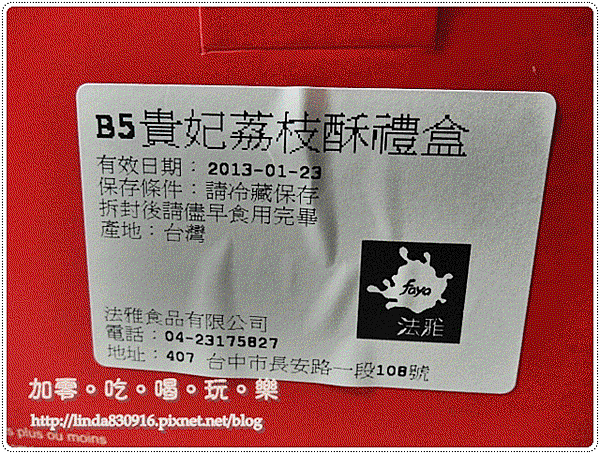 B5貴妃荔枝酥禮盒
有效日期：2013-01-23
保存條件：請冷藏保存
拆封後請儘早食用完畢
產地：台灣
faya
法雅
法雅食品有限公司
電話：04-23175827
地址：407 台中市長安路一段108號
加零。吃。喝。玩。樂
http://linda830916.pixnet.net/blog
plus ou moins